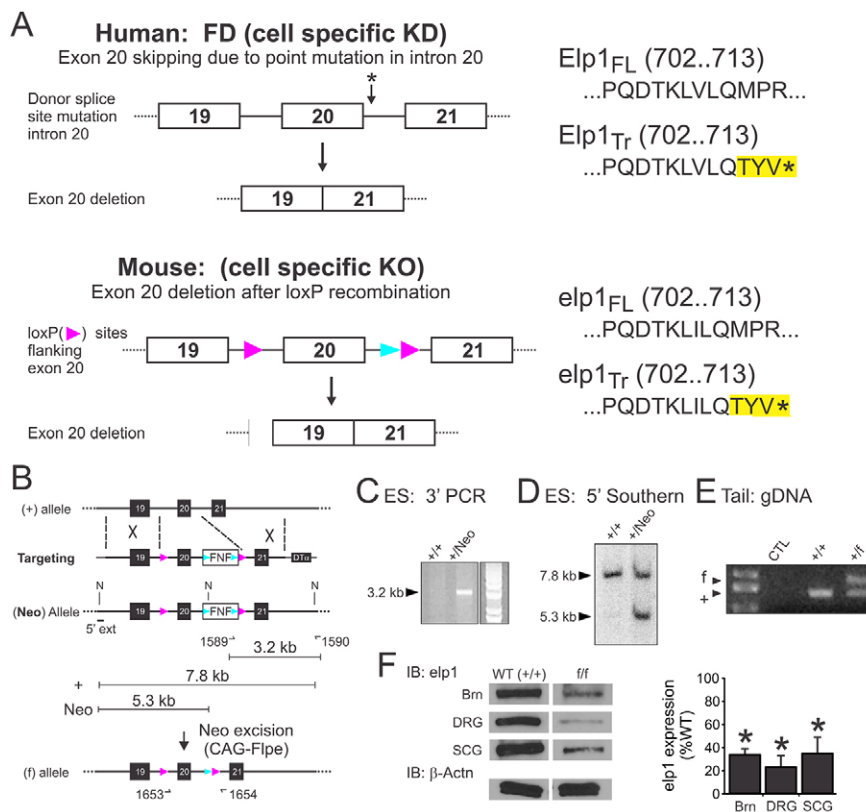 A
Human: FD (cell specific KD)
Exon 20 skipping due to point mutation in intron 20
*
Donor splice
site mutation
intron 20
19 20 21
Exon 20 deletion
19 21
Elp1FL (702..713)
...PQDTKLVLQMPR...
Elp1Tr (702..713)
...PQDTKLVLQTYV*
Mouse: (cell specific KO)
Exon 20 deletion after loxP recombination
loxP( ) sites
flanking
exon 20
19 20 21
Exon 20 deletion
19 21
elp1FL (702..713)
...PQDTKLILQMPR...
elp1Tr (702..713)
...PQDTKLILQTYV*
B
(+) allele
19 20 21
X X
Targeting
19 20 FNF 21 DTα
N N N
(Neo) Allele
19 20 FNF 21
5' ext
1589 1590
3.2 kb
+
7.8 kb
Neo
5.3 kb
Neo excision
(CAG-Flpe)
(f) allele
19 20 21
1653 1654
C ES: 3' PCR
+/+ +/Neo
3.2 kb
D ES: 5' Southern
+/+ +/Neo
7.8 kb
5.3 kb
E Tail: gDNA
CTL +/+ +/f
f
+
F
IB: elp1 WT (+/+) f/f
Brn
DRG
SCG
IB: β-Actn
elp1 expression
(%WT)
100
80
60
40
20
0
* * *
Brn DRG SCG